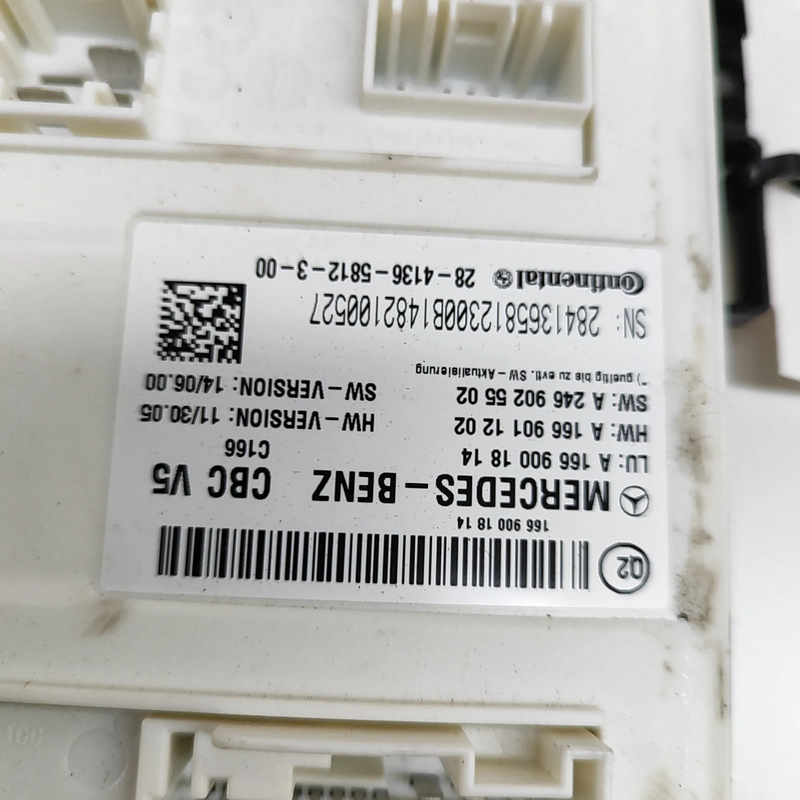 Q2
166 900 18 14
MERCEDES-BENZ CBC V5
LU: A 166 900 18 14 C166
HW: A 166 901 12 02 HW-VERSION: 11/30.05
SW: A 246 902 55 02 SW-VERSION: 14/06.00
*) gueltig bis zu evtl. SW-Aktualisierung
SN: 2841365812300B1482100527
Continental 28-4136-5812-3-00